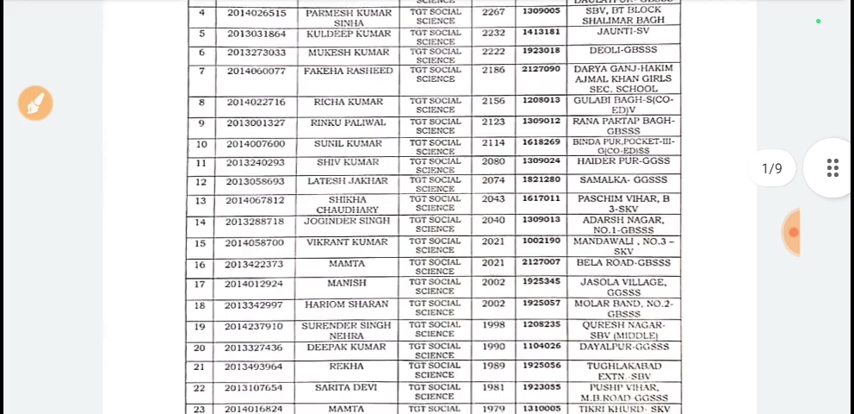 SCIENCE
4 2014026515 PARMESH KUMAR SINHA TGT SOCIAL SCIENCE 2267 1309005 SBV, BT BLOCK SHALIMAR BAGH
5 2013031864 KULDEEP KUMAR TGT SOCIAL SCIENCE 2232 1413181 JAUNTI-SV
6 2013273033 MUKESH KUMAR TGT SOCIAL SCIENCE 2222 1923018 DEOLI-GBSSS
7 2014060077 FAKEHA RASHEED TGT SOCIAL SCIENCE 2186 2127090 DARYA GANJ-HAKIM AJMAL KHAN GIRLS SEC. SCHOOL
8 2014022716 RICHA KUMAR TGT SOCIAL SCIENCE 2156 1208013 GULABI BAGH-S(CO-ED)V
9 2013001327 RINKU PALIWAL TGT SOCIAL SCIENCE 2123 1309012 RANA PARTAP BAGH-GBSSS
10 2014007600 SUNIL KUMAR TGT SOCIAL SCIENCE 2114 1618269 BINDA PUR,POCKET-III-G(CO-ED)SS
11 2013240293 SHIV KUMAR TGT SOCIAL SCIENCE 2080 1309024 HAIDER PUR-GGSS
12 2013058693 LATESH JAKHAR TGT SOCIAL SCIENCE 2074 1821280 SAMALKA- GGSSS
13 2014067812 SHIKHA CHAUDHARY TGT SOCIAL SCIENCE 2043 1617011 PASCHIM VIHAR, B 3-SKV
14 2013288718 JOGINDER SINGH TGT SOCIAL SCIENCE 2040 1309013 ADARSH NAGAR, NO.1-GBSSS
15 2014058700 VIKRANT KUMAR TGT SOCIAL SCIENCE 2021 1002190 MANDAWALI , NO.3 – SKV
16 2013422373 MAMTA TGT SOCIAL SCIENCE 2021 2127007 BELA ROAD-GBSSS
17 2014012924 MANISH TGT SOCIAL SCIENCE 2002 1925345 JASOLA VILLAGE, GGSSS
18 2013342997 HARIOM SHARAN TGT SOCIAL SCIENCE 2002 1925057 MOLAR BAND, NO.2-GBSSS
19 2014237910 SURENDER SINGH NEHRA TGT SOCIAL SCIENCE 1998 1208235 QURESH NAGAR-SBV (MIDDLE)
20 2013327436 DEEPAK KUMAR TGT SOCIAL SCIENCE 1990 1104026 DAYALPUR-GGSSS
21 2013493964 REKHA TGT SOCIAL SCIENCE 1989 1925056 TUGHLAKABAD EXTN.-SBV
22 2013107654 SARITA DEVI TGT SOCIAL SCIENCE 1981 1923055 PUSHP VIHAR, M.B.ROAD-GGSSS
23 2014016824 MAMTA TGT SOCIAL 1979 1310005 TIKRI KHURD- SKV
1/9